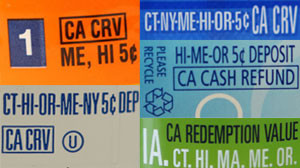 1
CA CRV
ME, HI 5¢
CT-NY-ME-HI-OR-5¢ CA CRV
PLEASE
RECYCLE
HI-ME-OR 5¢ DEPOSIT
CA CASH REFUND
CT-HI-OR-ME-NY 5¢ DEP
CA CRV
U
IA.
CA REDEMPTION VALUE
CT, HI, MA, ME, OR,